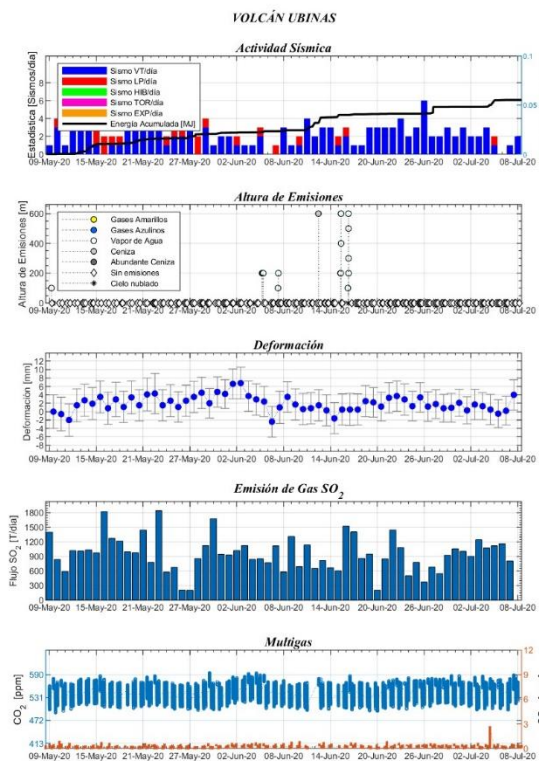 VOLCÁN UBINAS
Actividad Sísmica
Estadística [Sismos/día]
10
8
6
4
2
0
Sismo VT/día
Sismo LP/día
Sismo HIB/día
Sismo TOR/día
Sismo EXP/día
Energía Acumulada [MJ]
0.1
0.05
0
09-May-20 15-May-20 21-May-20 27-May-20 02-Jun-20 08-Jun-20 14-Jun-20 20-Jun-20 26-Jun-20 02-Jul-20 08-Jul-20
Altura de Emisiones
Altura de Emisiones [m]
600
400
200
0
Gases Amarillos
Gases Azulinos
Vapor de Agua
Ceniza
Abundante Ceniza
Sin emisiones
Cielo nublado
09-May-20 15-May-20 21-May-20 27-May-20 02-Jun-20 08-Jun-20 14-Jun-20 20-Jun-20 26-Jun-20 02-Jul-20 08-Jul-20
Deformación
Deformacion [mm]
12
10
8
6
4
2
0
-2
-4
-6
-8
09-May-20 15-May-20 21-May-20 27-May-20 02-Jun-20 08-Jun-20 14-Jun-20 20-Jun-20 26-Jun-20 02-Jul-20 08-Jul-20
Emisión de Gas SO2
Flujo SO2 [T/dia]
1800
1500
1200
900
600
300
0
09-May-20 15-May-20 21-May-20 27-May-20 02-Jun-20 08-Jun-20 14-Jun-20 20-Jun-20 26-Jun-20 02-Jul-20 08-Jul-20
Multigas
CO2 [ppm]
590
531
472
413
12
9
6
3
0
09-May-20 15-May-20 21-May-20 27-May-20 02-Jun-20 08-Jun-20 14-Jun-20 20-Jun-20 26-Jun-20 02-Jul-20 08-Jul-20